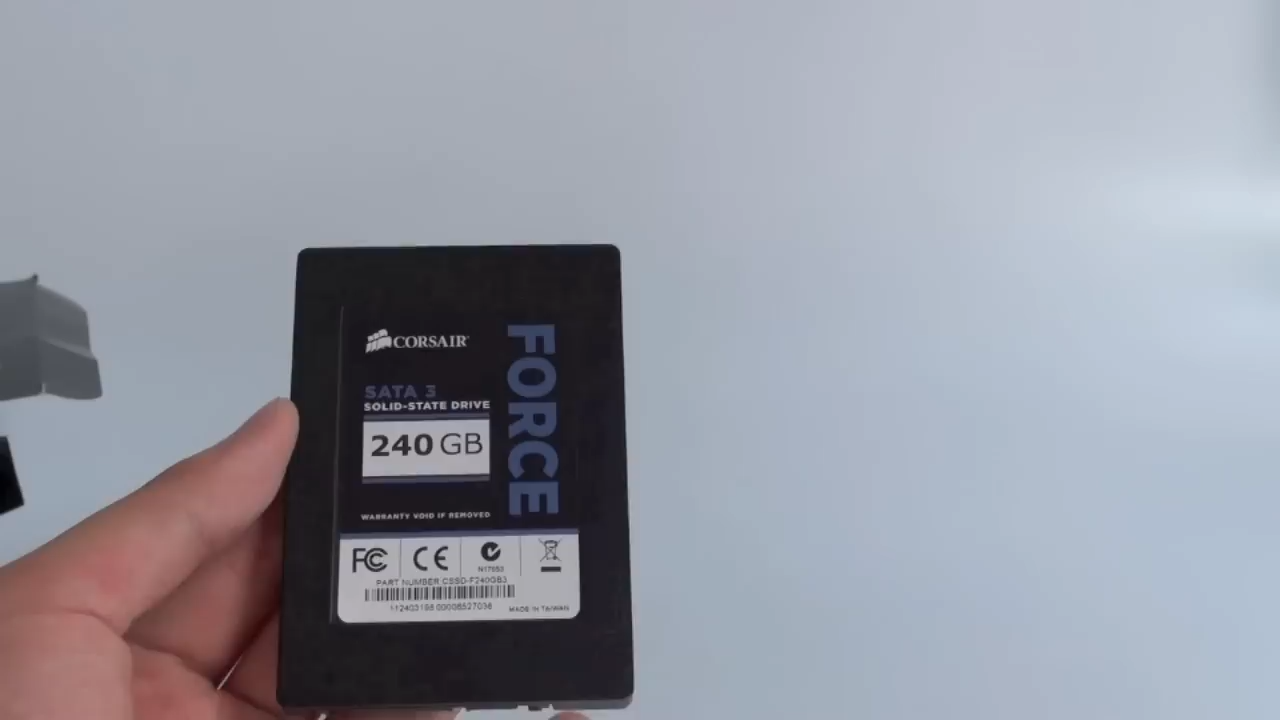 CORSAIR
FORCE
SATA 3
SOLID-STATE DRIVE
240 GB
WARRANTY VOID IF REMOVED
FC CE
N17953
PART NUMBER CSSD-F240GB3
MADE IN TAIWAN